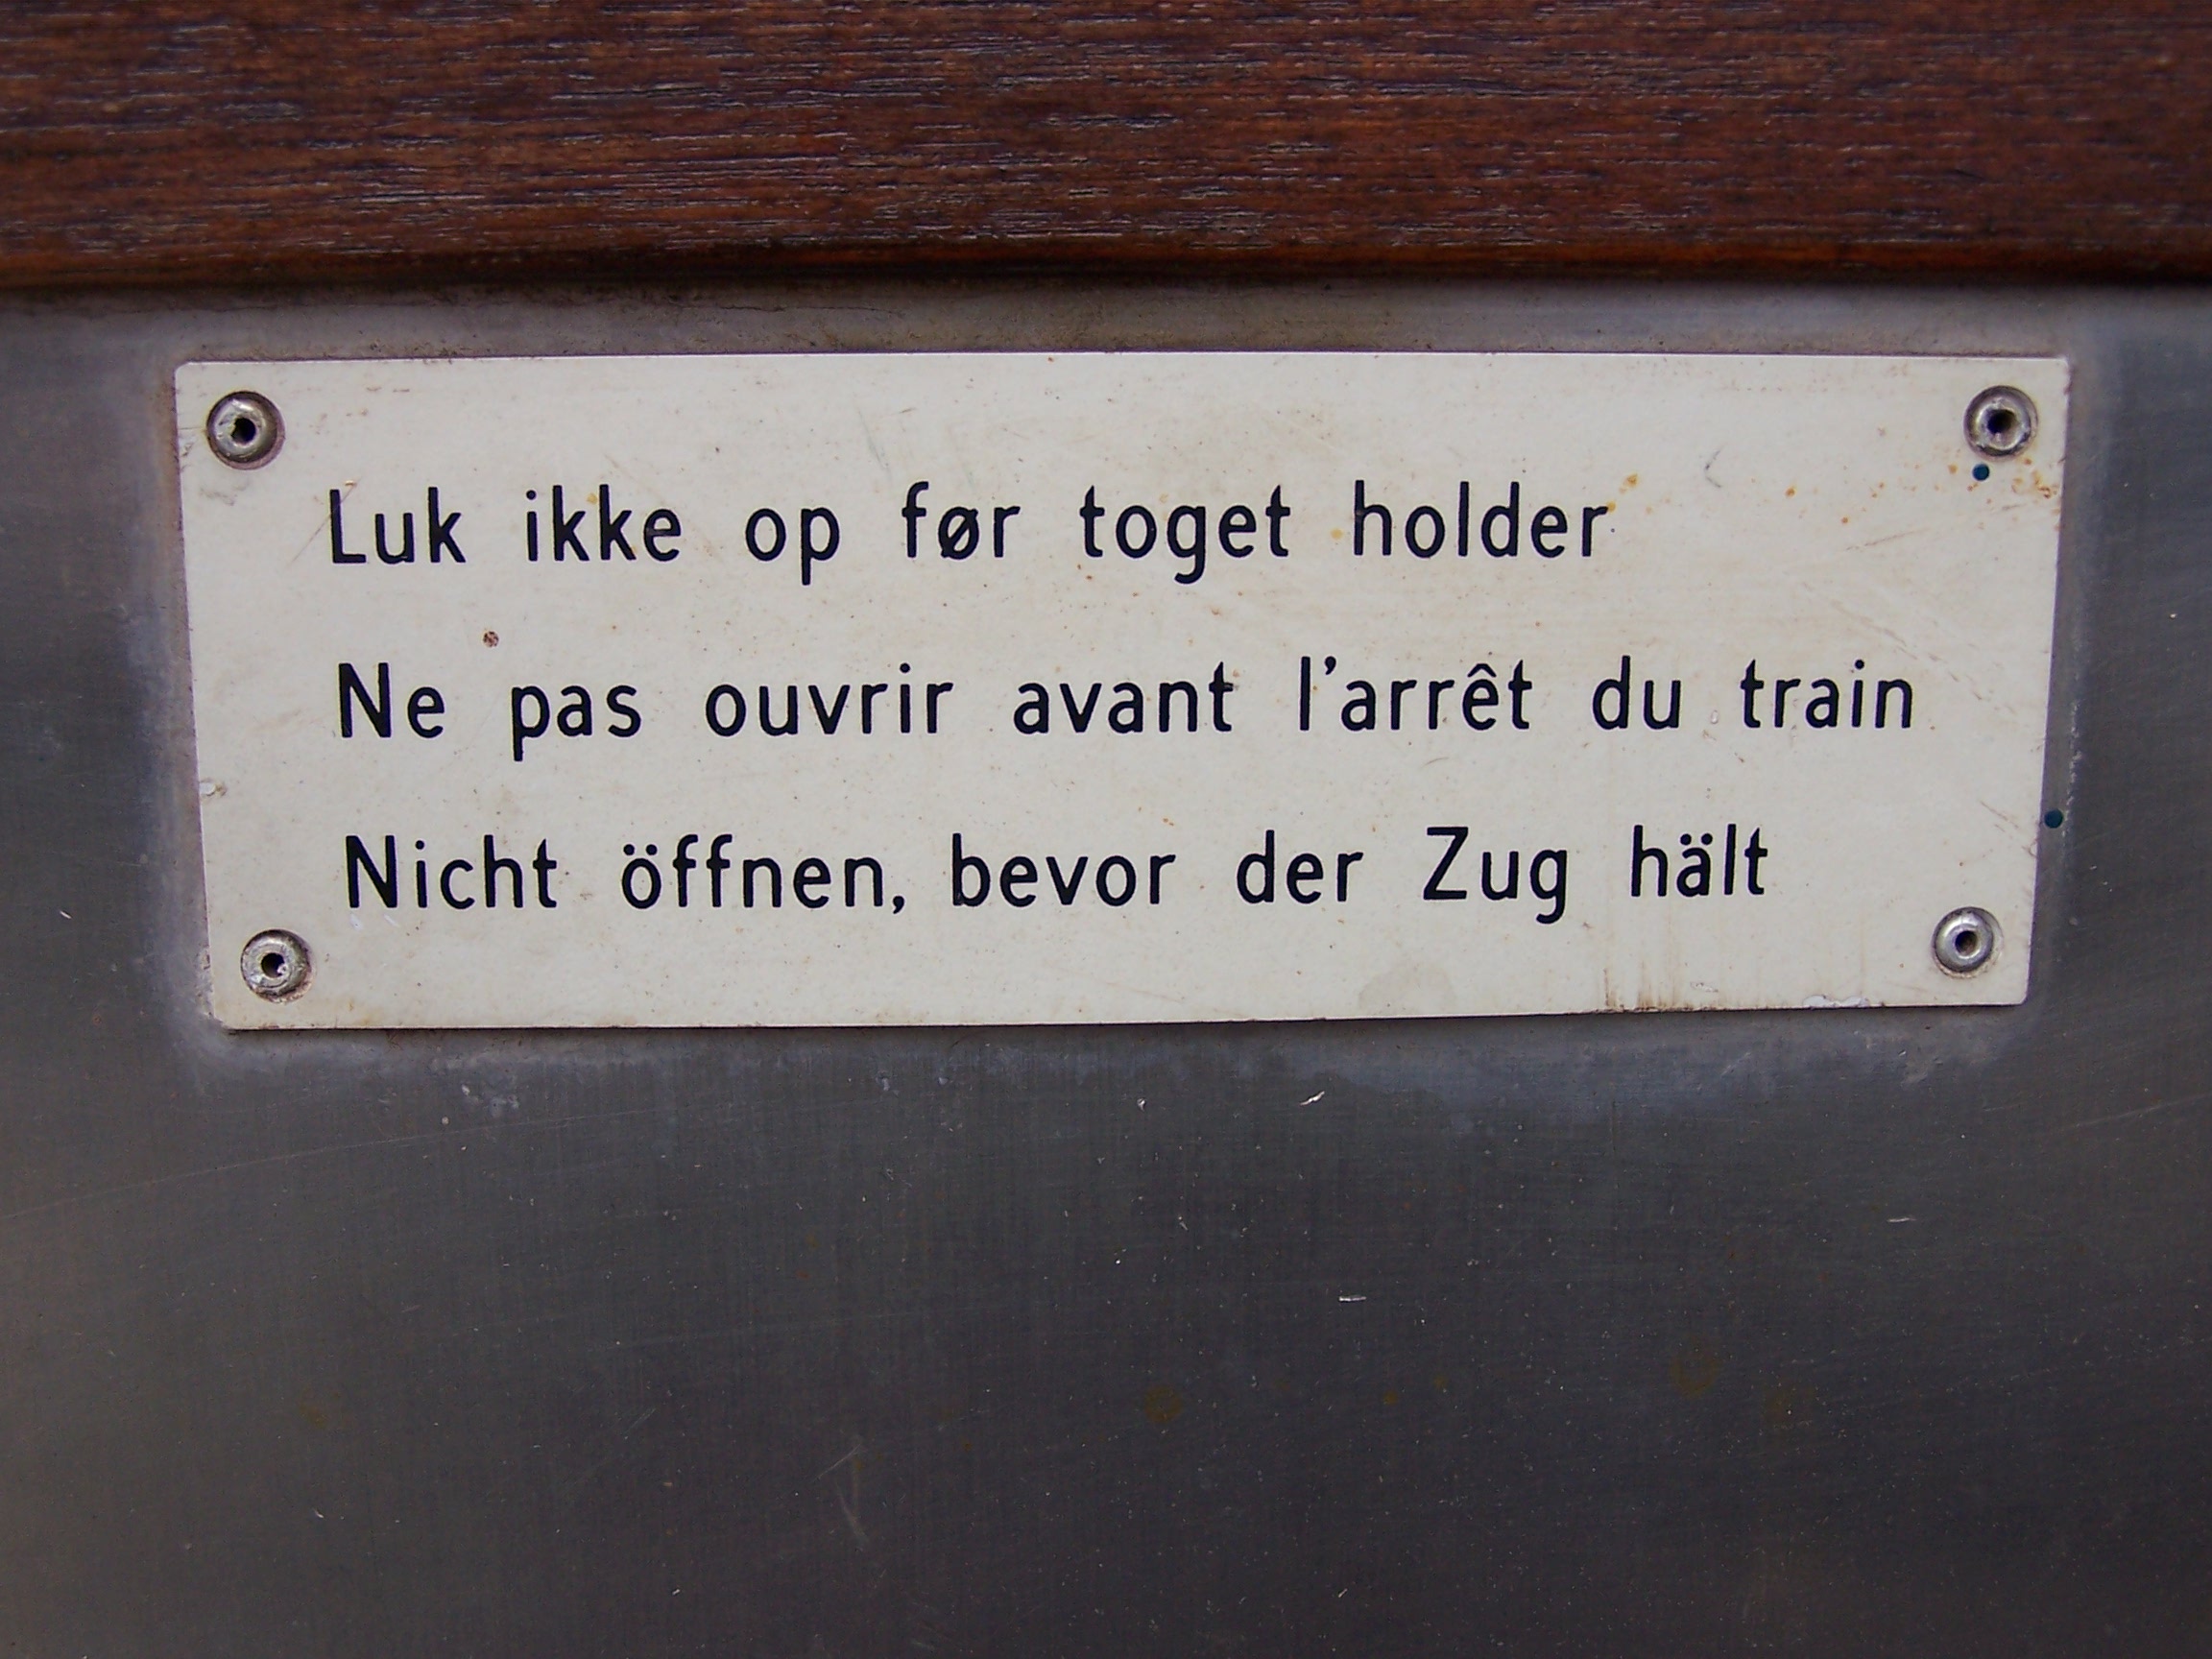 Luk ikke op før toget holder
Ne pas ouvrir avant l'arrêt du train
Nicht öffnen, bevor der Zug hält